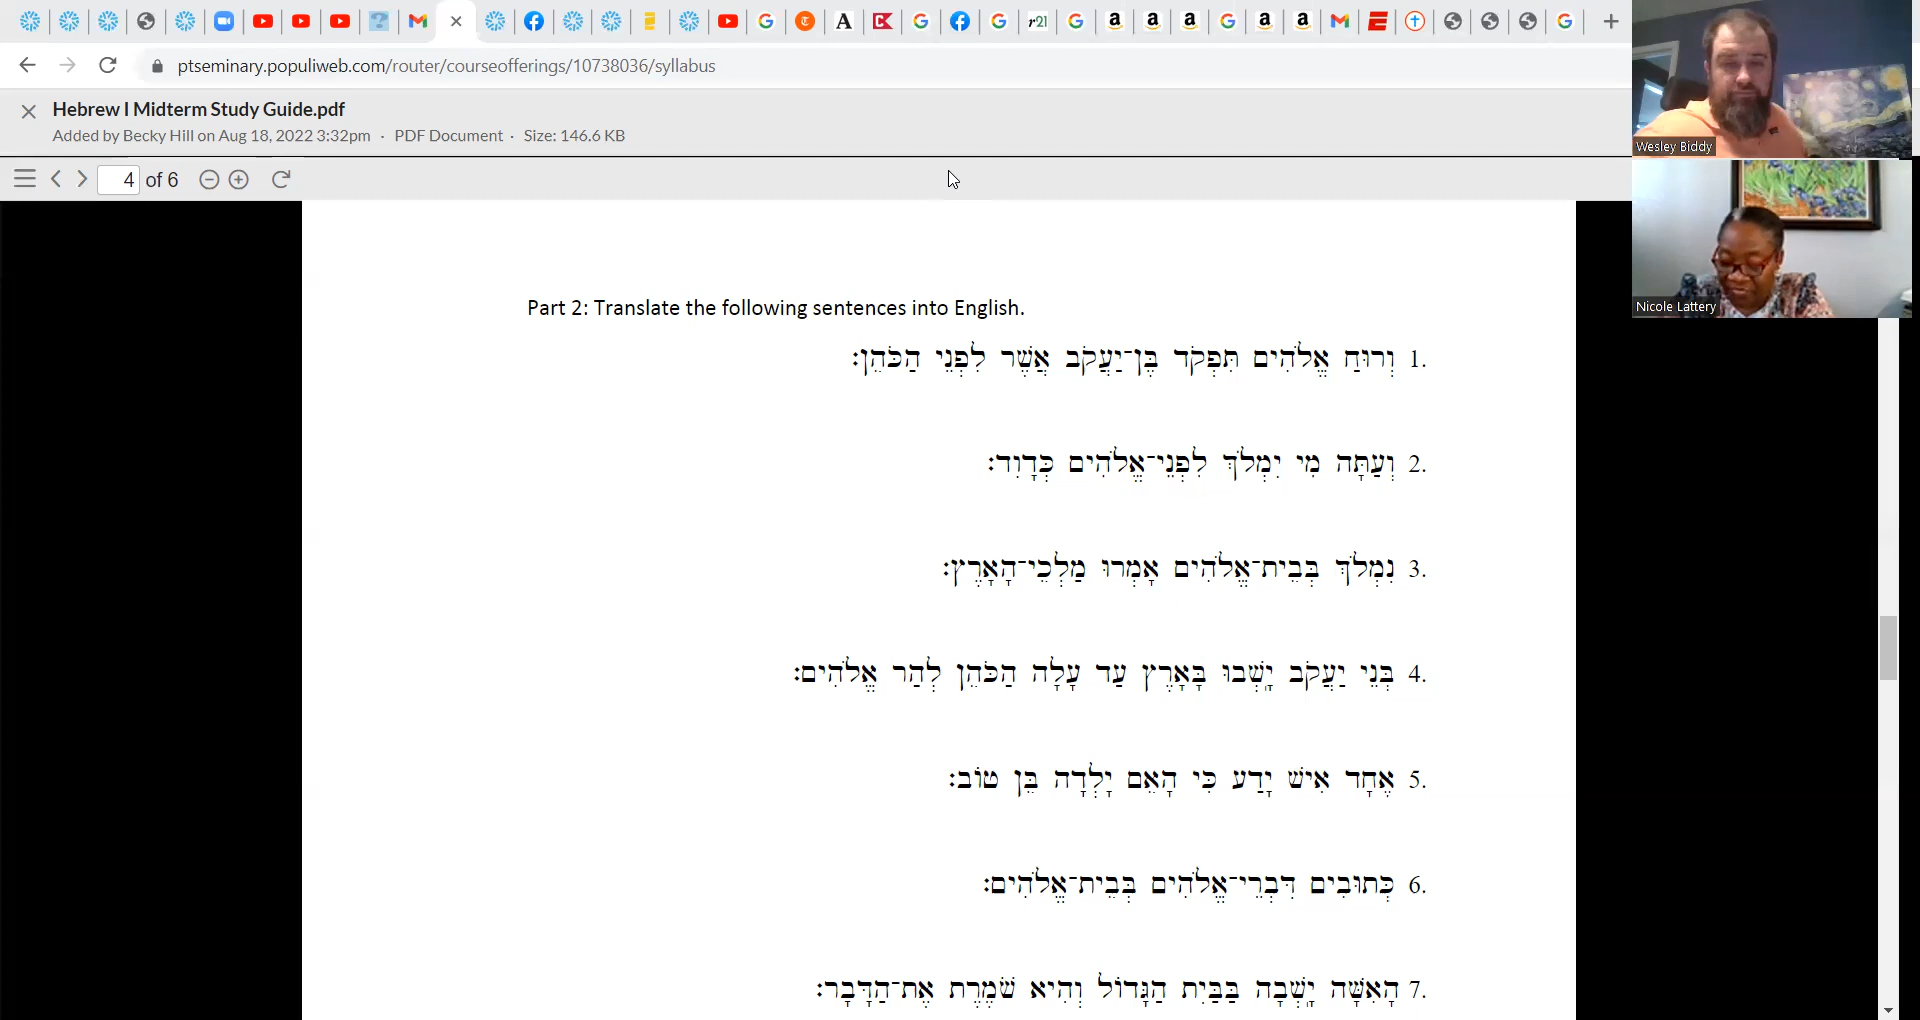 ptseminary.populiweb.com/router/courseofferings/10738036/syllabus
Hebrew I Midterm Study Guide.pdf
Added by Becky Hill on Aug 18, 2022 3:32pm · PDF Document · Size: 146.6 KB
4 of 6
Wesley Biddy
Nicole Lattery
Part 2: Translate the following sentences into English.
1. וְרוּחַ אֱלֹהִים תִּפְקֹד בֶּן־יַעֲקֹב אֲשֶׁר לִפְנֵי הַכֹּהֵן׃
2. וְעַתָּה מִי יִמְלֹךְ לִפְנֵי־אֱלֹהִים כְּדָוִד׃
3. נִמְלֹךְ בְּבֵית־אֱלֹהִים אָמְרוּ מַלְכֵי־הָאָרֶץ׃
4. בְּנֵי יַעֲקֹב יָֽשְׁבוּ בָּאָרֶץ עַד עָלָה הַכֹּהֵן לְהַר אֱלֹהִים׃
5. אֶחָד אִישׁ יָדַע כִּי הָאֵם יָלְדָה בֵּן טוֹב׃
6. כְּתוּבִים דִּבְרֵי־אֱלֹהִים בְּבֵית־אֱלֹהִים׃
7. הָאִשָּׁה יָֽשְׁבָה בַּבַּיִת הַגָּדוֹל וְהִיא שֹׁמֶרֶת אֶת־הַדָּבָר׃